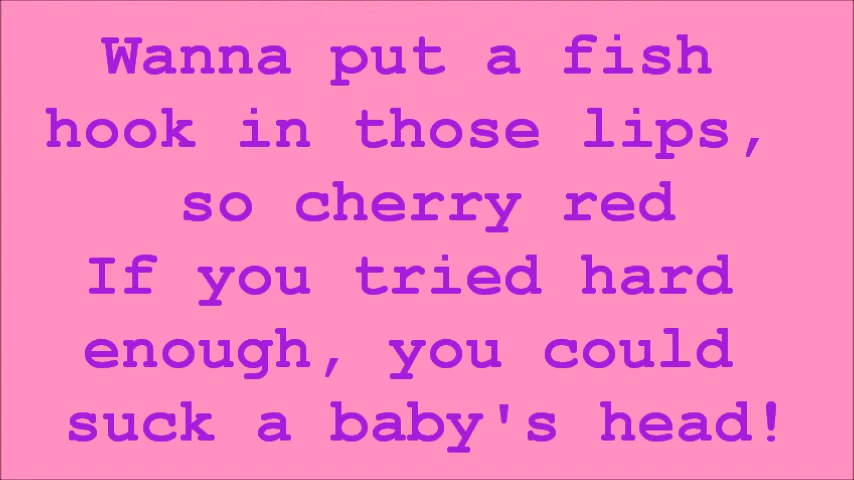 Wanna put a fish
hook in those lips,
so cherry red
If you tried hard
enough, you could
suck a baby's head!